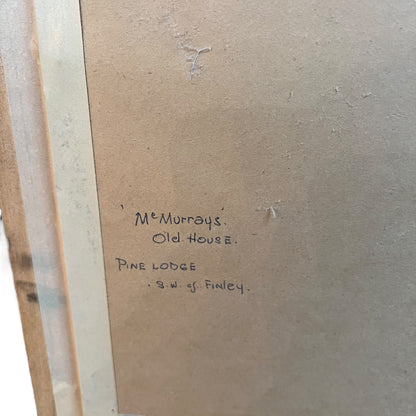 'McMurrays'
Old House.
Pine Lodge
. S.W. of Finley.